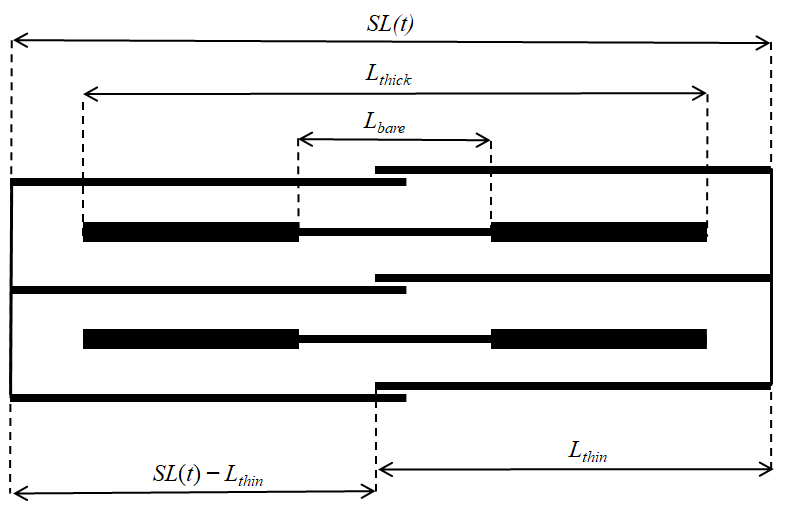 SL(t)
L_thick
L_bare
L_thin
SL(t) − L_thin